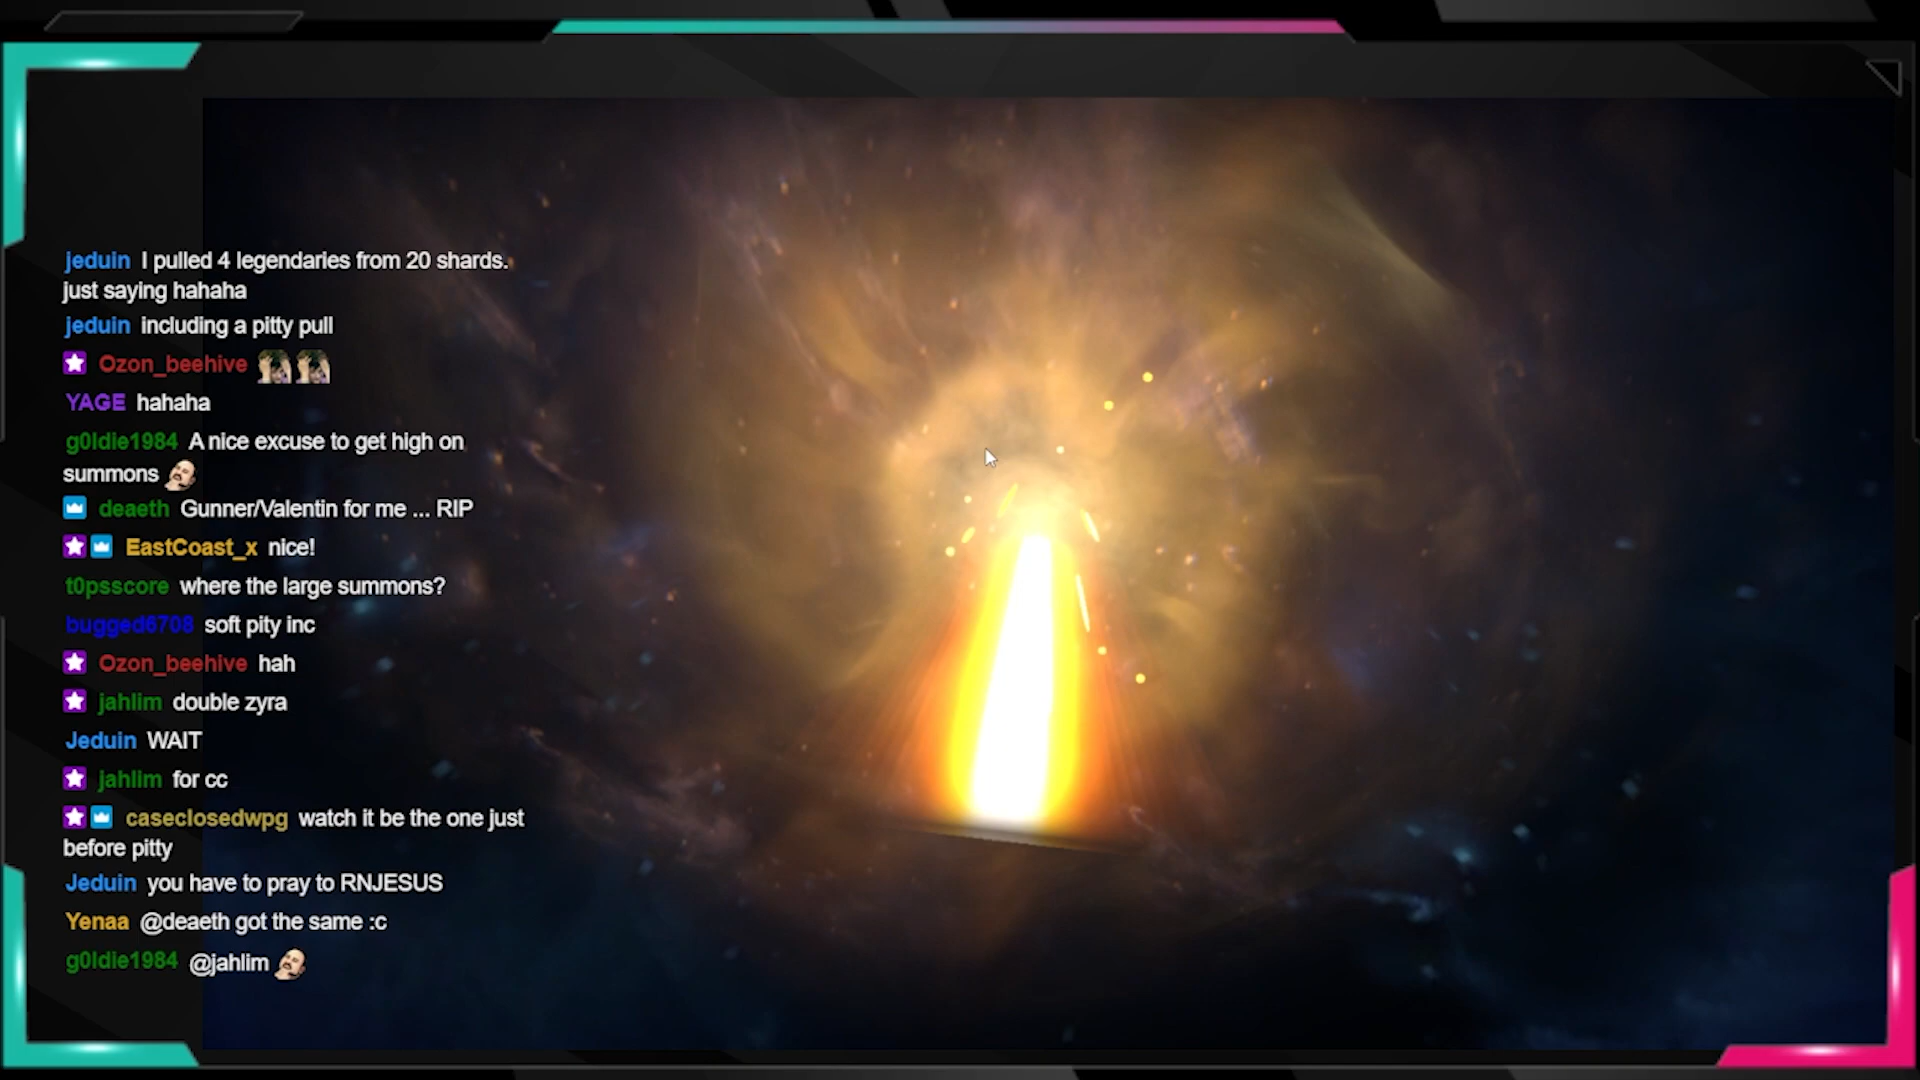 jeduin I pulled 4 legendaries from 20 shards.
just saying hahaha
jeduin including a pitty pull
Ozon_beehive
YAGE hahaha
g0ldie1984 A nice excuse to get high on
summons
deaeth Gunner/Valentin for me ... RIP
EastCoast_x nice!
t0psscore where the large summons?
bugged6708 soft pity inc
Ozon_beehive hah
jahlim double zyra
Jeduin WAIT
jahlim for cc
caseclosedwpg watch it be the one just
before pitty
Jeduin you have to pray to RNJESUS
Yenaa @deaeth got the same :c
g0ldie1984 @jahlim